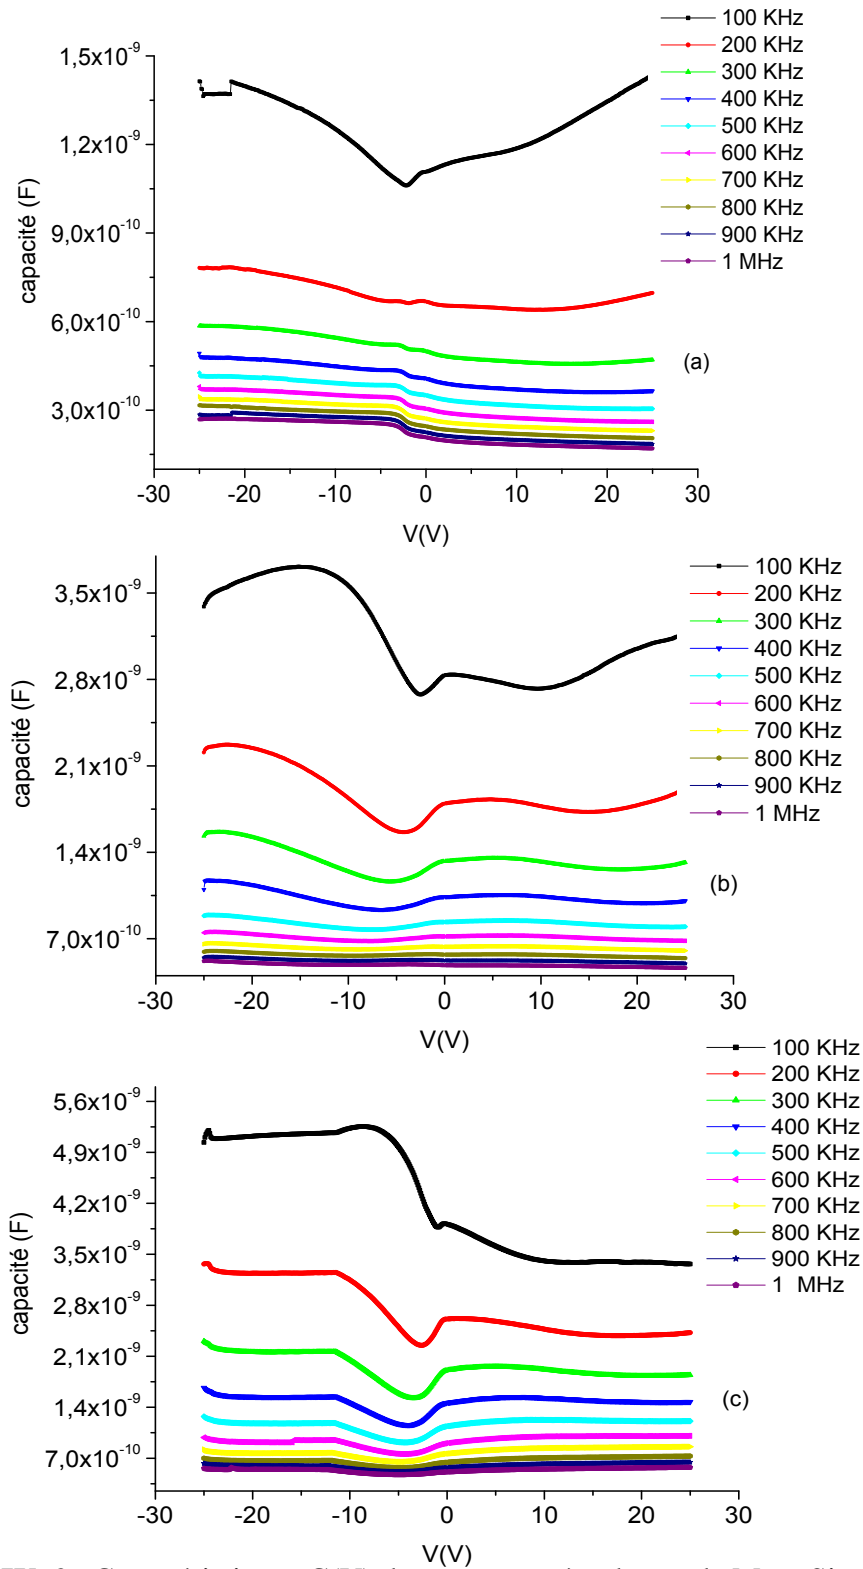 100 KHz
200 KHz
300 KHz
400 KHz
500 KHz
600 KHz
700 KHz
800 KHz
900 KHz
1 MHz
1,5x10⁻⁹
1,2x10⁻⁹
9,0x10⁻¹⁰
6,0x10⁻¹⁰
3,0x10⁻¹⁰
capacité (F)
(a)
-30 -20 -10 0 10 20 30
V(V)
100 KHz
200 KHz
300 KHz
400 KHz
500 KHz
600 KHz
700 KHz
800 KHz
900 KHz
1 MHz
3,5x10⁻⁹
2,8x10⁻⁹
2,1x10⁻⁹
1,4x10⁻⁹
7,0x10⁻¹⁰
capacité (F)
(b)
-30 -20 -10 0 10 20 30
V(V)
100 KHz
200 KHz
300 KHz
400 KHz
500 KHz
600 KHz
700 KHz
800 KHz
900 KHz
1 MHz
5,6x10⁻⁹
4,9x10⁻⁹
4,2x10⁻⁹
3,5x10⁻⁹
2,8x10⁻⁹
2,1x10⁻⁹
1,4x10⁻⁹
7,0x10⁻¹⁰
capacité (F)
(c)
-30 -20 -10 0 10 20 30
V(V)